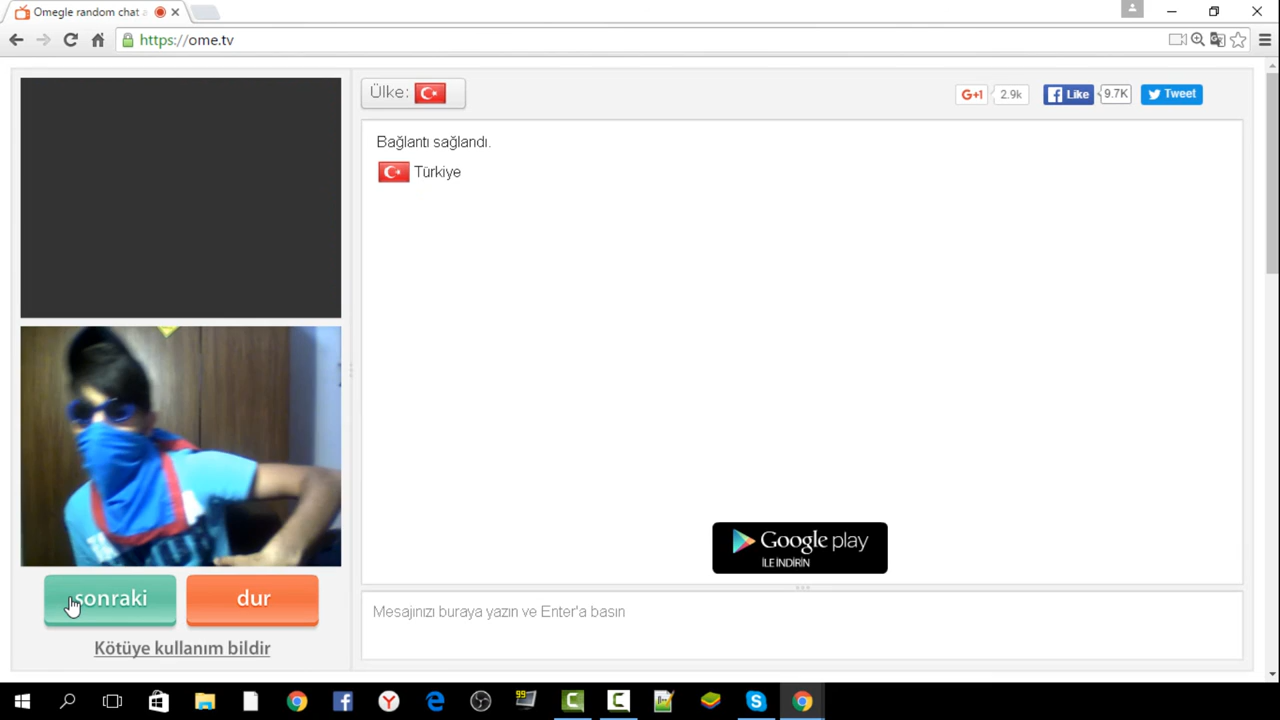 Omegle random chat a
https://ome.tv
Ülke:
G+1 2.9k
Like 9.7K
Tweet
Bağlantı sağlandı.
Türkiye
Google play
İLE İNDİRİN
sonraki
dur
Mesajınızı buraya yazın ve Enter'a basın
Kötüye kullanım bildir
99